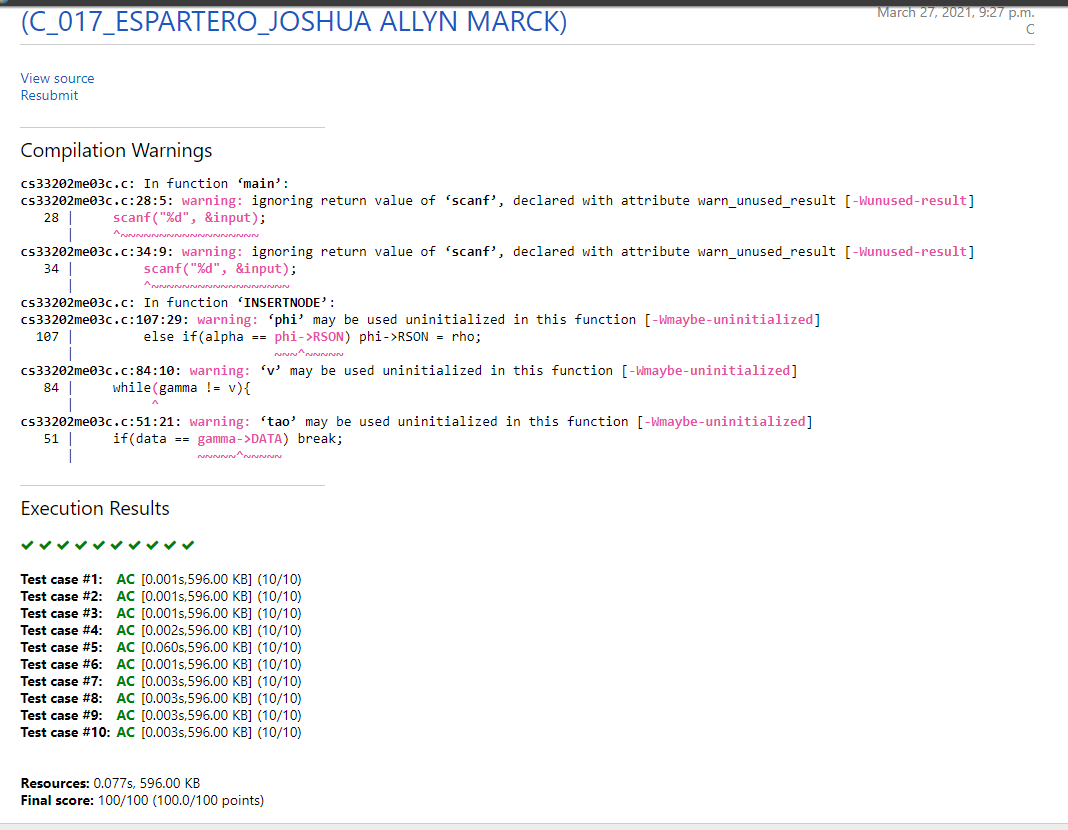 (C_017_ESPARTERO_JOSHUA ALLYN MARCK)
March 27, 2021, 9:27 p.m.
C
View source
Resubmit
Compilation Warnings
cs33202me03c.c: In function ‘main’:
cs33202me03c.c:28:5: warning: ignoring return value of ‘scanf’, declared with attribute warn_unused_result [-Wunused-result]
28 | scanf("%d", &input);
| ^~~~~~~~~~~~~~~~~~~
cs33202me03c.c:34:9: warning: ignoring return value of ‘scanf’, declared with attribute warn_unused_result [-Wunused-result]
34 | scanf("%d", &input);
| ^~~~~~~~~~~~~~~~~~~
cs33202me03c.c: In function ‘INSERTNODE’:
cs33202me03c.c:107:29: warning: ‘phi’ may be used uninitialized in this function [-Wmaybe-uninitialized]
107 | else if(alpha == phi->RSON) phi->RSON = rho;
| ~~~^~~~~~
cs33202me03c.c:84:10: warning: ‘v’ may be used uninitialized in this function [-Wmaybe-uninitialized]
84 | while(gamma != v){
| ^
cs33202me03c.c:51:21: warning: ‘tao’ may be used uninitialized in this function [-Wmaybe-uninitialized]
51 | if(data == gamma->DATA) break;
| ~~~~~^~~~~~
Execution Results
✔ ✔ ✔ ✔ ✔ ✔ ✔ ✔ ✔ ✔
Test case #1: AC [0.001s,596.00 KB] (10/10)
Test case #2: AC [0.001s,596.00 KB] (10/10)
Test case #3: AC [0.001s,596.00 KB] (10/10)
Test case #4: AC [0.002s,596.00 KB] (10/10)
Test case #5: AC [0.060s,596.00 KB] (10/10)
Test case #6: AC [0.001s,596.00 KB] (10/10)
Test case #7: AC [0.003s,596.00 KB] (10/10)
Test case #8: AC [0.003s,596.00 KB] (10/10)
Test case #9: AC [0.003s,596.00 KB] (10/10)
Test case #10: AC [0.003s,596.00 KB] (10/10)
Resources: 0.077s, 596.00 KB
Final score: 100/100 (100.0/100 points)